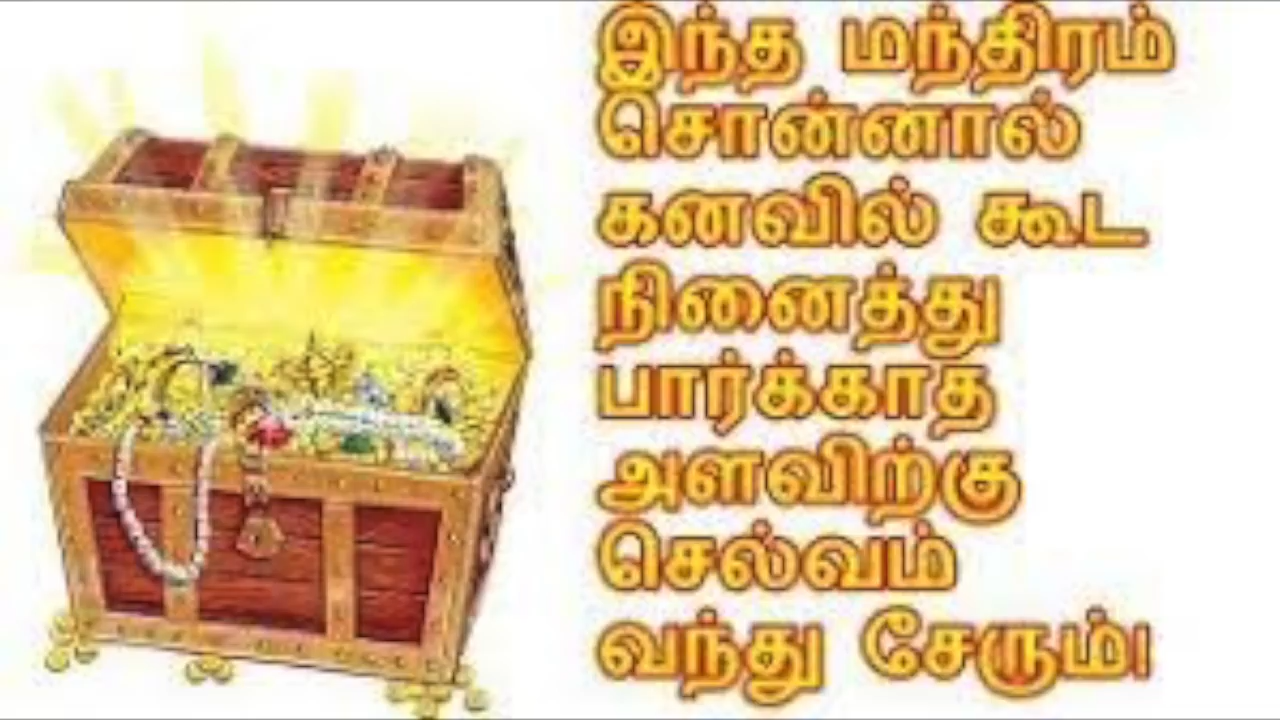 இந்த மந்திரம்
சொன்னால்
கனவில் கூட
நினைத்து
பார்க்காத
அளவிற்கு
செல்வம்
வந்து சேரும்!